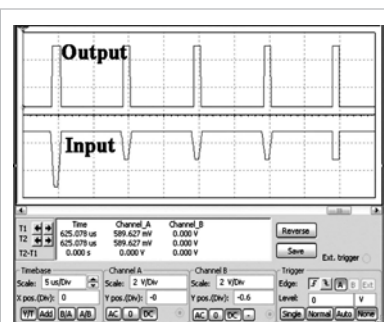 Output
Input
T1
T2
T2-T1
Time Channel_A Channel_B
625.078 us 589.627 mV 0.000 V
625.078 us 589.627 mV 0.000 V
0.000 s 0.000 V 0.000 V
Reverse
Save
Ext. trigger
Timebase Channel A Channel B Trigger
Scale: 5 us/Div Scale: 2 V/Div Scale: 2 V/Div Edge: A B Ext
X pos.(Div): 0 Y pos.(Div): -0 Y pos.(Div): -0.6 Level: 0 V
Y/T Add B/A A/B AC 0 DC AC 0 DC - Single Normal Auto None